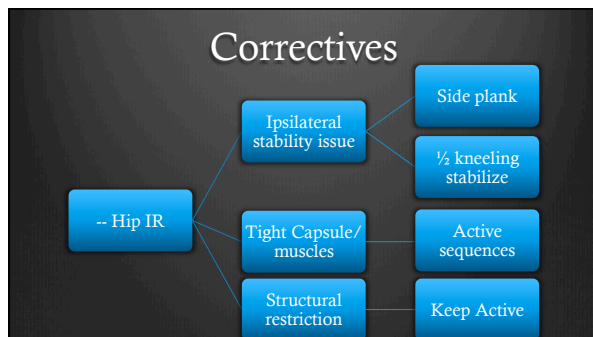 Correctives
Side plank
Ipsilateral
stability issue
½ kneeling
stabilize
-- Hip IR
Tight Capsule/
muscles
Active
sequences
Structural
restriction
Keep Active